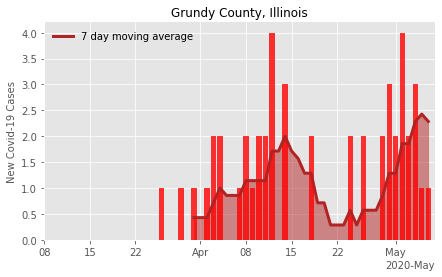 Grundy County, Illinois
7 day moving average
New Covid-19 Cases
4.0
3.5
3.0
2.5
2.0
1.5
1.0
0.5
0.0
08 15 22 Apr 08 15 22 May
2020-May